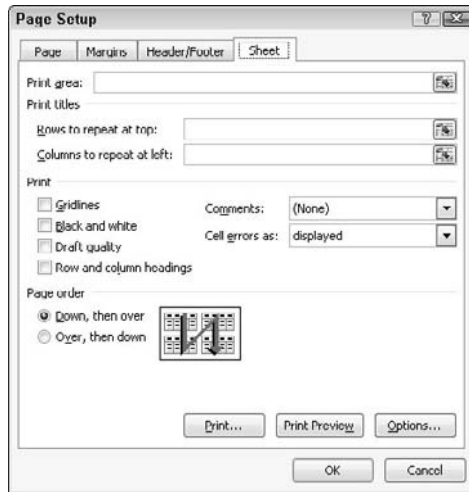 Page Setup
Page Margins Header/Footer Sheet
Print area:
Print titles
Rows to repeat at top:
Columns to repeat at left:
Print
Gridlines
Black and white
Draft quality
Row and column headings
Comments: (None)
Cell errors as: displayed
Page order
Down, then over
Over, then down
Print... Print Preview Options...
OK Cancel